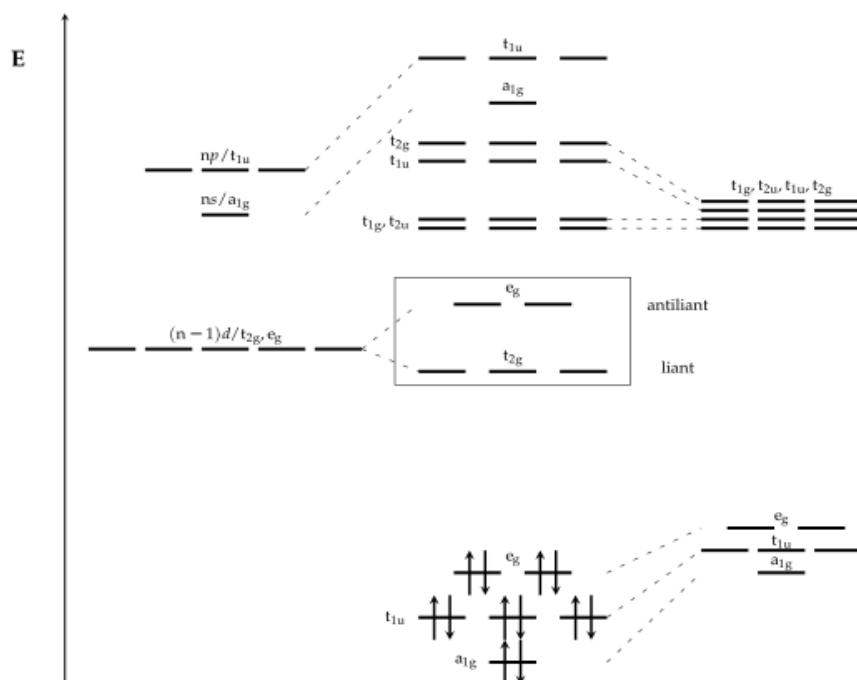 E
t1u
a1g
np/t1u
t2g
t1u
t1g, t2u, t1u, t2g
ns/a1g
t1g, t2u
eg
antiliant
(n − 1)d/t2g, eg
t2g
liant
eg
t1u
a1g
eg
t1u
a1g